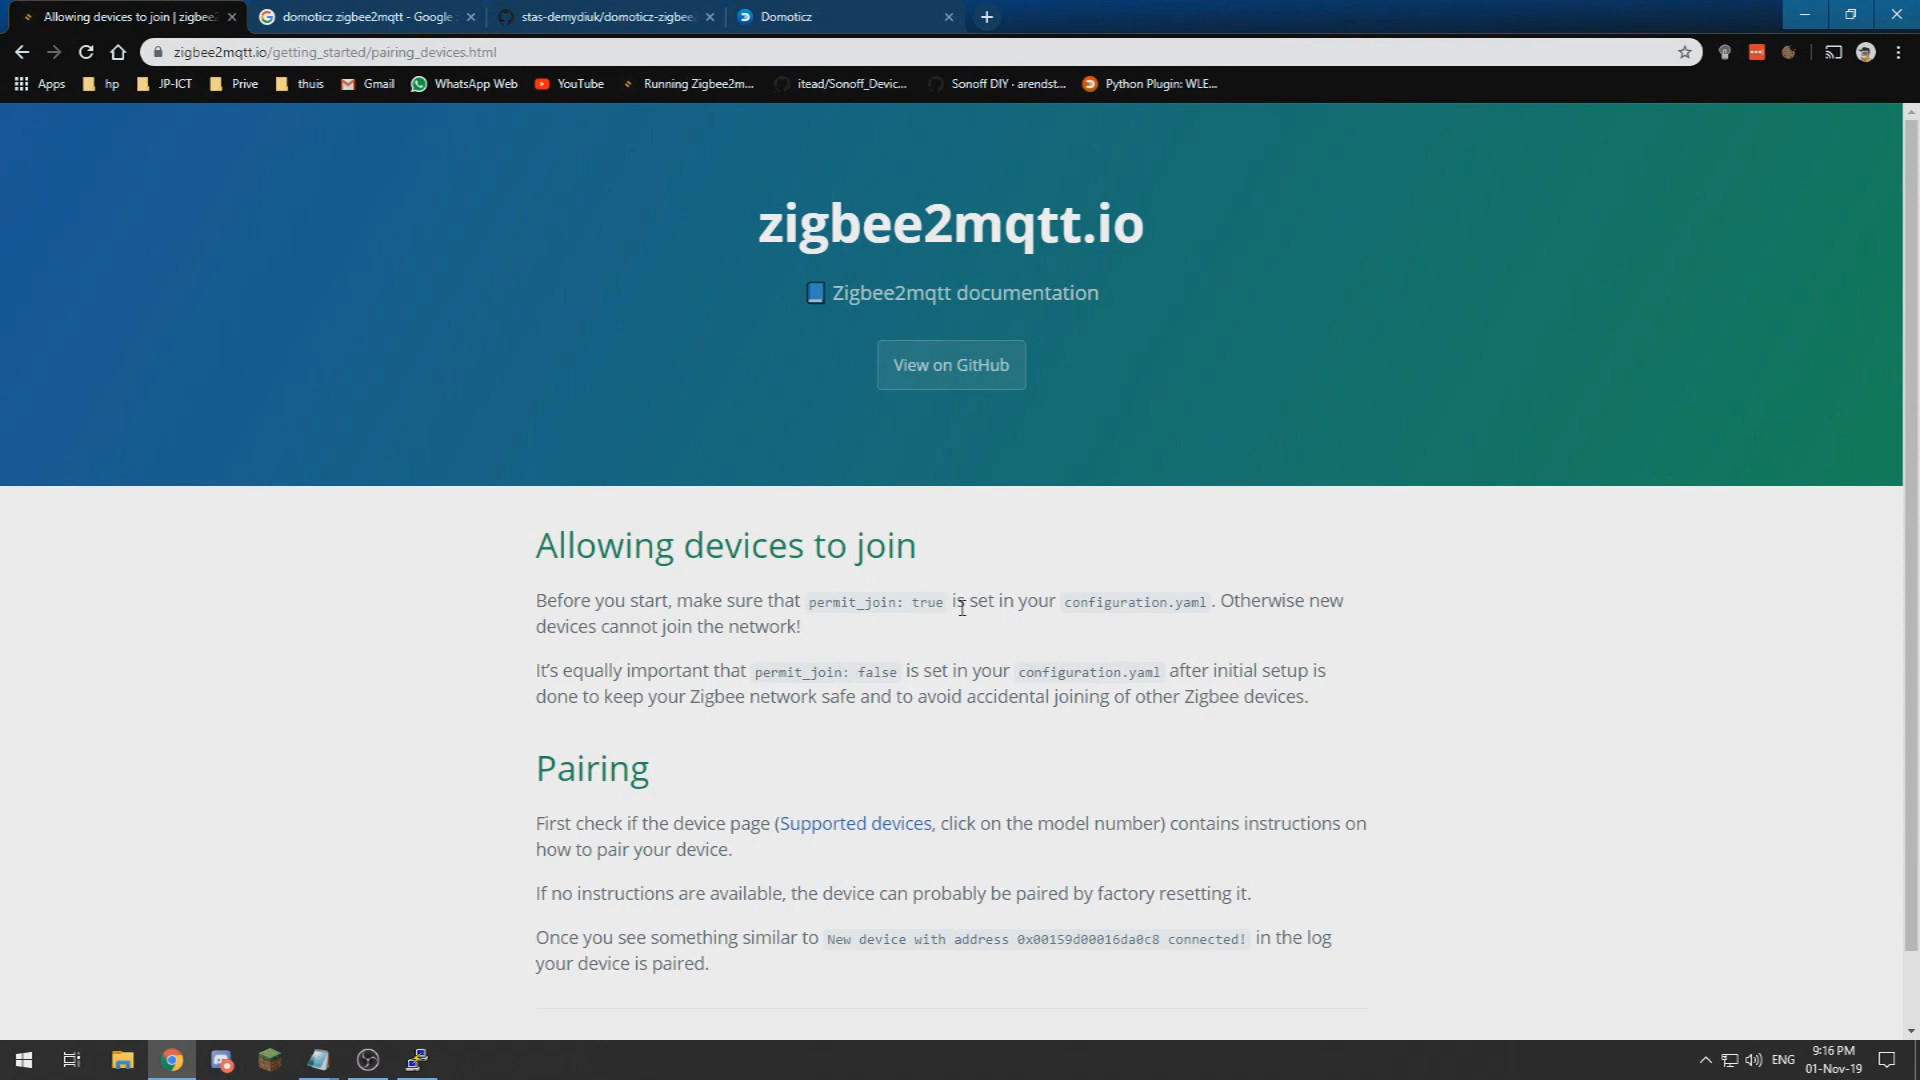 Allowing devices to join | zigbee2
domoticz zigbee2mqtt - Google
stas-demydiuk/domoticz-zigbee
Domoticz
zigbee2mqtt.io/getting_started/pairing_devices.html
Apps
hp
JP-ICT
Prive
thuis
Gmail
WhatsApp Web
YouTube
Running Zigbee2m...
itead/Sonoff_Devic...
Sonoff DIY · arendst...
Python Plugin: WLE...
zigbee2mqtt.io
Zigbee2mqtt documentation
View on GitHub
Allowing devices to join
Before you start, make sure that permit_join: true is set in your configuration.yaml. Otherwise new
devices cannot join the network!
It’s equally important that permit_join: false is set in your configuration.yaml after initial setup is
done to keep your Zigbee network safe and to avoid accidental joining of other Zigbee devices.
Pairing
First check if the device page (Supported devices, click on the model number) contains instructions on
how to pair your device.
If no instructions are available, the device can probably be paired by factory resetting it.
Once you see something similar to New device with address 0x00159d00016da0c8 connected! in the log
your device is paired.
ENG
9:16 PM
01-Nov-19